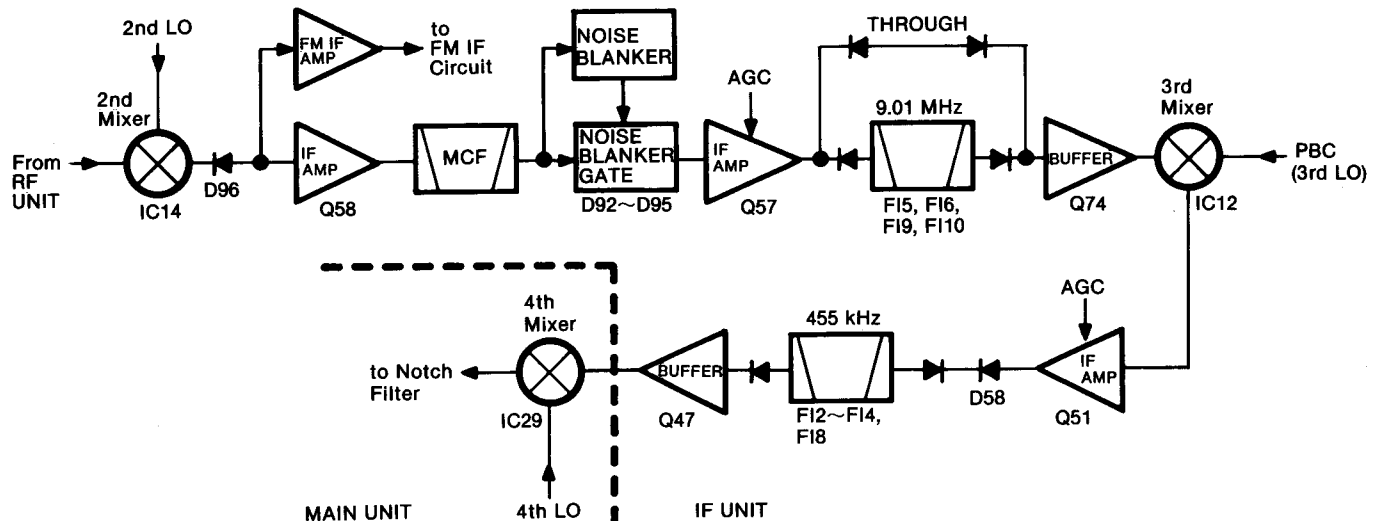 2nd LO
2nd
Mixer
From
RF
UNIT
IC14
D96
FM IF
AMP
to
FM IF
Circuit
IF
AMP
Q58
MCF
NOISE
BLANKER
NOISE
BLANKER
GATE
D92~D95
AGC
IF
AMP
Q57
THROUGH
9.01 MHz
FI5, FI6,
FI9, FI10
BUFFER
Q74
3rd
Mixer
IC12
PBC
(3rd LO)
AGC
IF
AMP
Q51
D58
455 kHz
FI2~FI4,
FI8
BUFFER
Q47
4th
Mixer
to Notch
Filter
IC29
4th LO
MAIN UNIT
IF UNIT